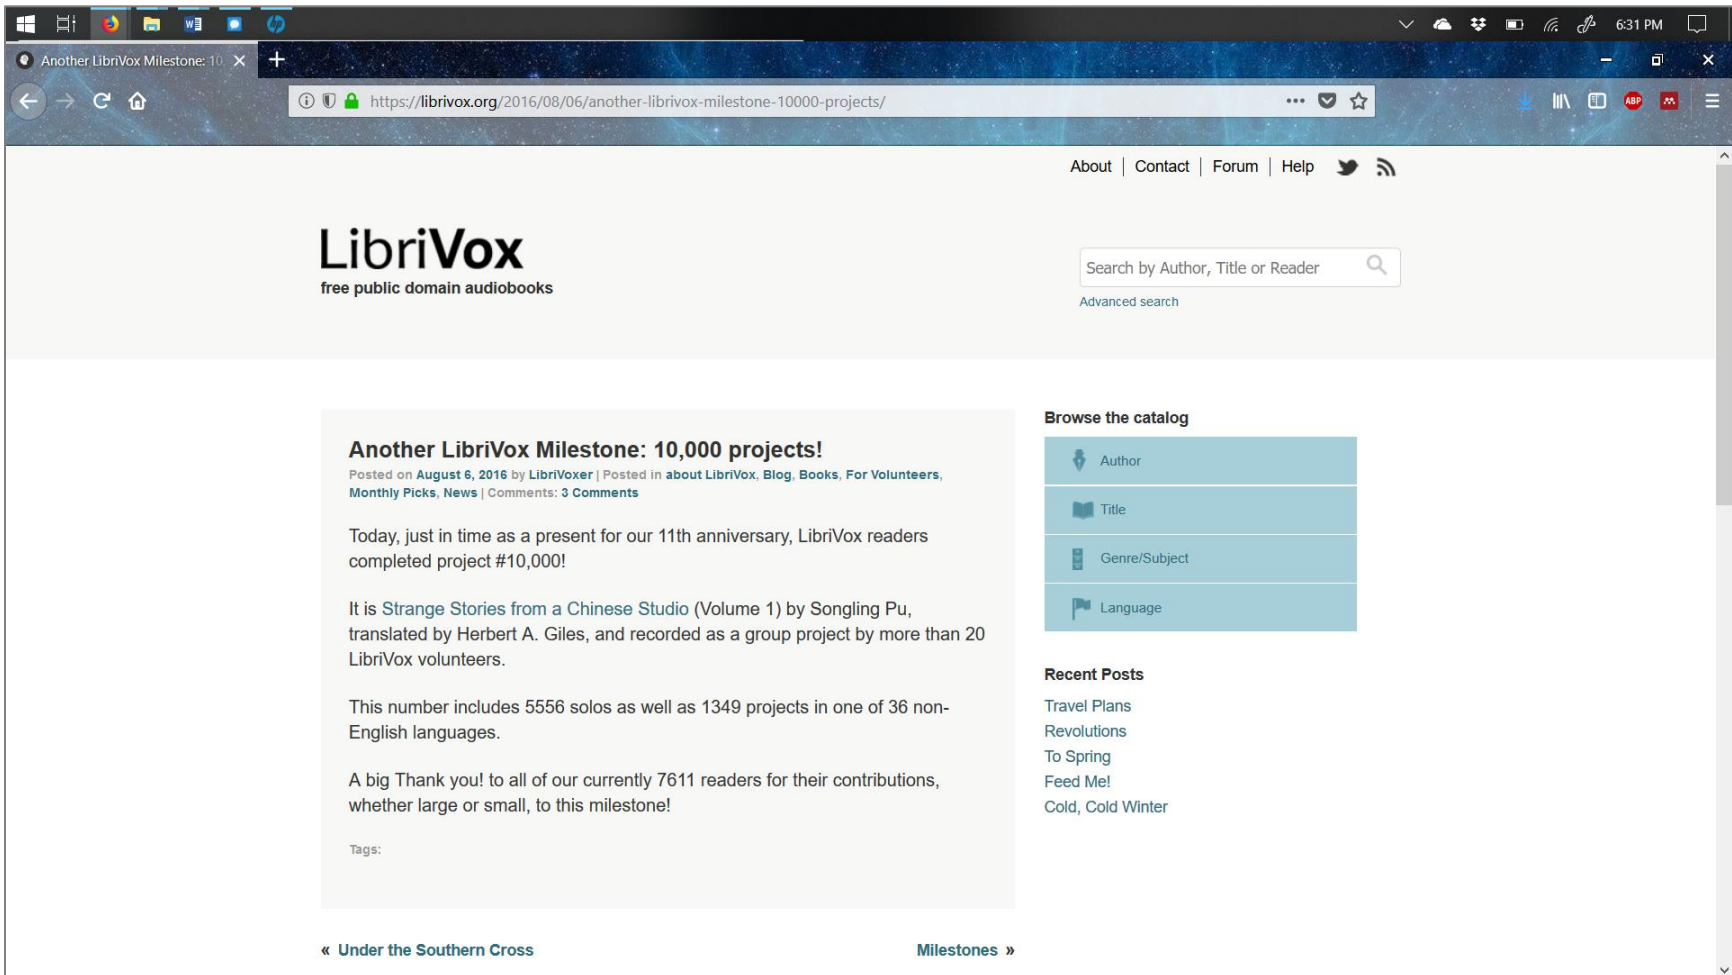 6:31 PM
Another LibriVox Milestone: 10
https://librivox.org/2016/08/06/another-librivox-milestone-10000-projects/
ABP
About | Contact | Forum | Help
LibriVox
free public domain audiobooks
Search by Author, Title or Reader
Advanced search
Another LibriVox Milestone: 10,000 projects!
Posted on August 6, 2016 by LibriVoxer | Posted in about LibriVox, Blog, Books, For Volunteers,
Monthly Picks, News | Comments: 3 Comments
Today, just in time as a present for our 11th anniversary, LibriVox readers
completed project #10,000!
It is Strange Stories from a Chinese Studio (Volume 1) by Songling Pu,
translated by Herbert A. Giles, and recorded as a group project by more than 20
LibriVox volunteers.
This number includes 5556 solos as well as 1349 projects in one of 36 non-
English languages.
A big Thank you! to all of our currently 7611 readers for their contributions,
whether large or small, to this milestone!
Tags:
« Under the Southern Cross
Milestones »
Browse the catalog
Author
Title
Genre/Subject
Language
Recent Posts
Travel Plans
Revolutions
To Spring
Feed Me!
Cold, Cold Winter